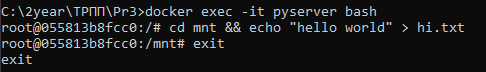 C:\2year\ТРПП\Pr3>docker exec -it pyserver bash
root@055813b8fcc0:/# cd mnt && echo "hello world" > hi.txt
root@055813b8fcc0:/mnt# exit
exit